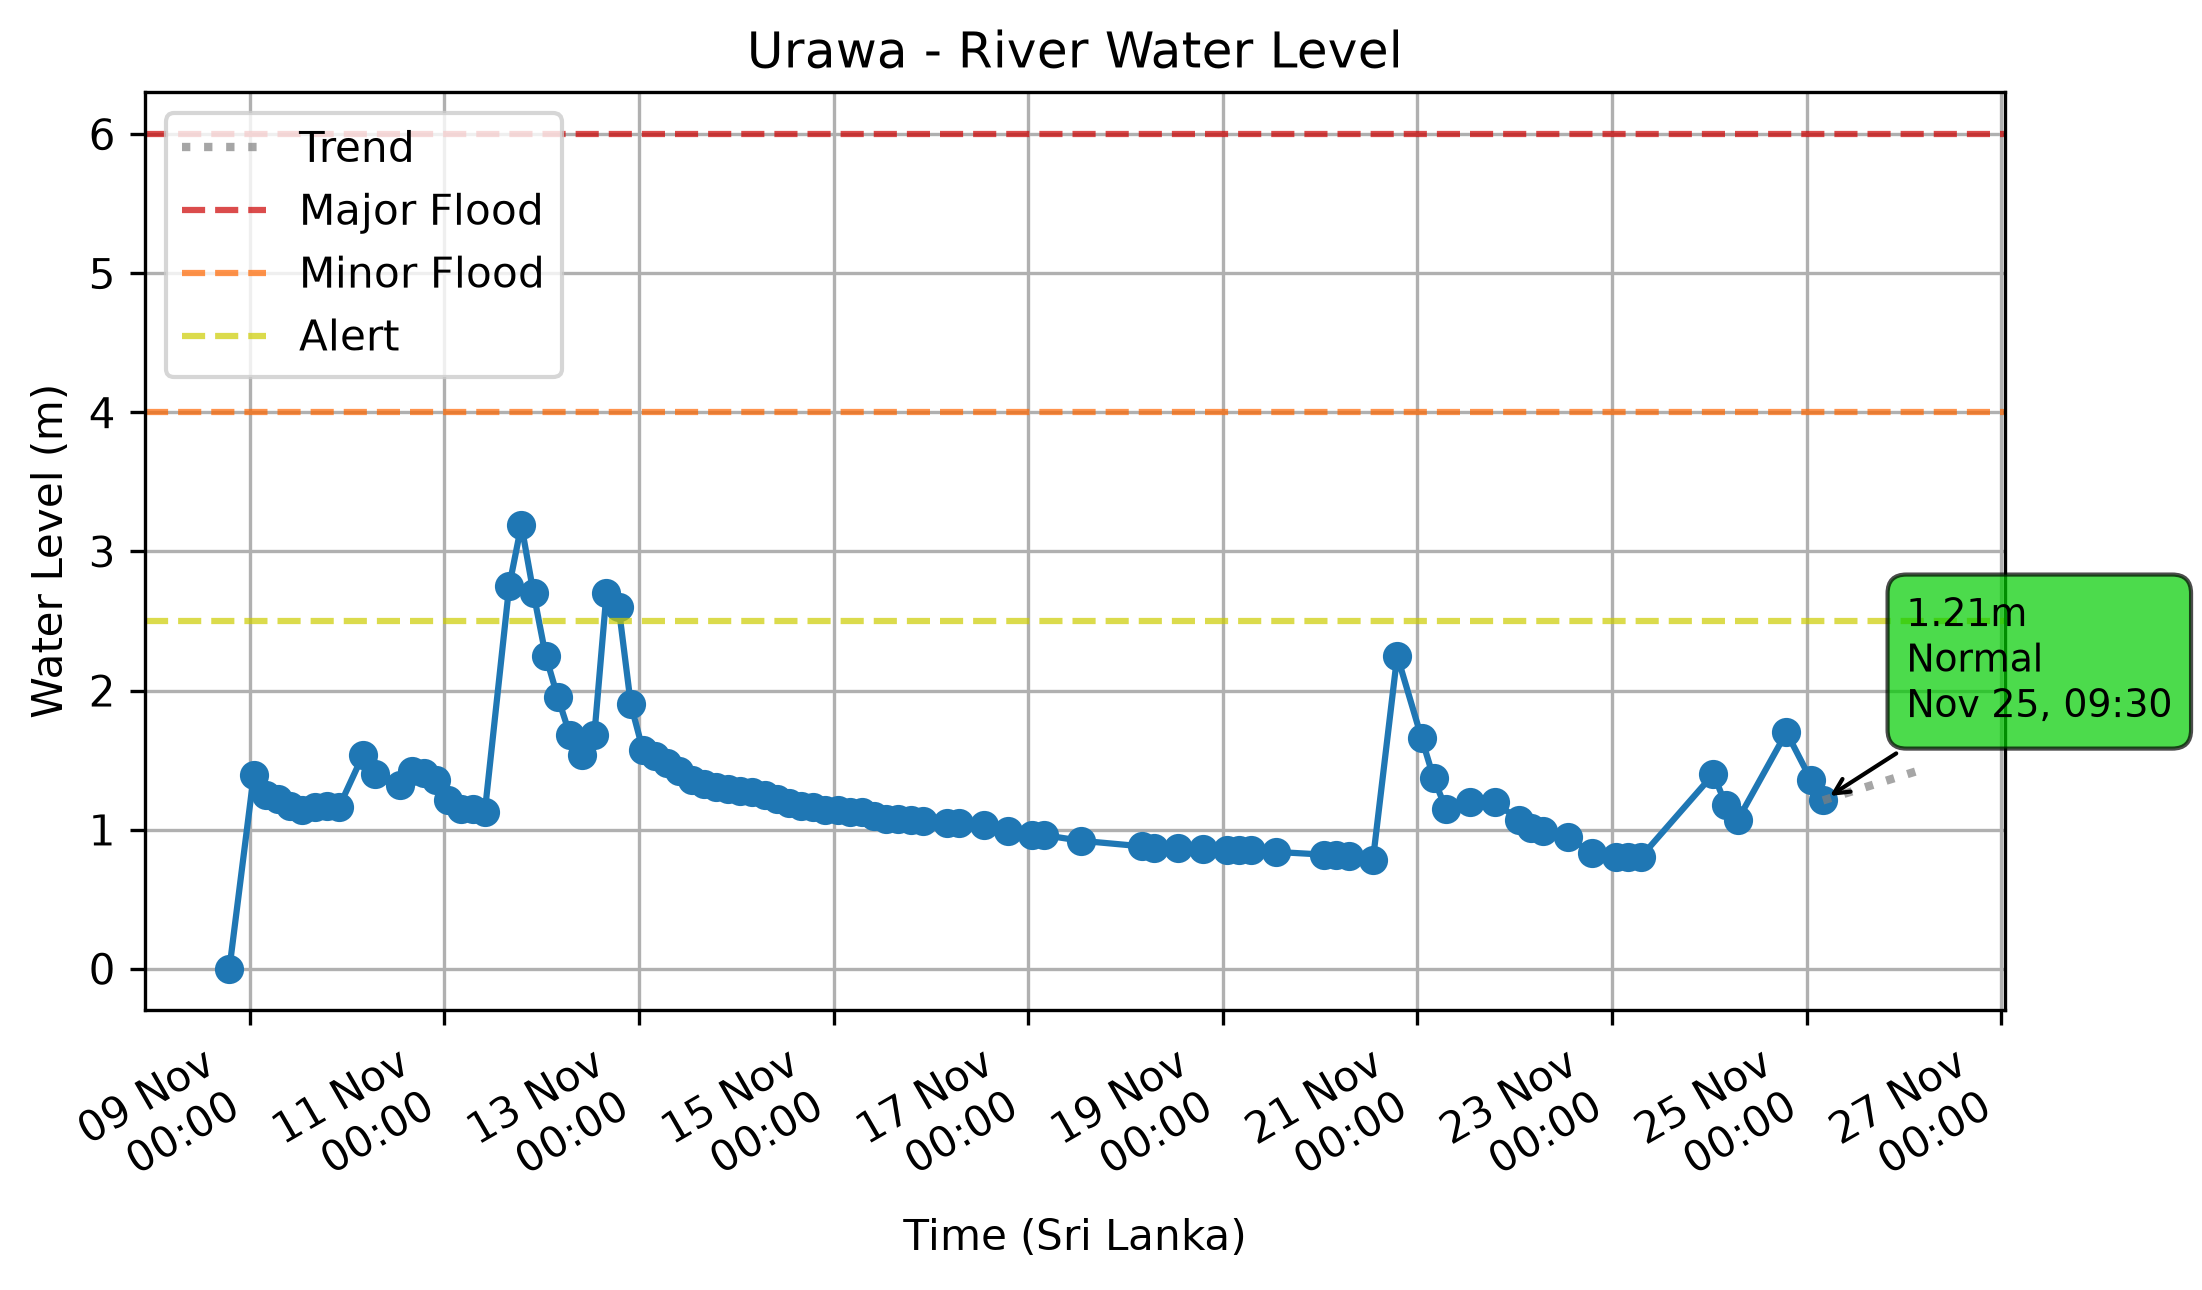 Urawa - River Water Level
Trend
Major Flood
Minor Flood
Alert
Water Level (m)
6
5
4
3
2
1
0
1.21m
Normal
Nov 25, 09:30
09 Nov
00:00
11 Nov
00:00
13 Nov
00:00
15 Nov
00:00
17 Nov
00:00
19 Nov
00:00
21 Nov
00:00
23 Nov
00:00
25 Nov
00:00
27 Nov
00:00
Time (Sri Lanka)